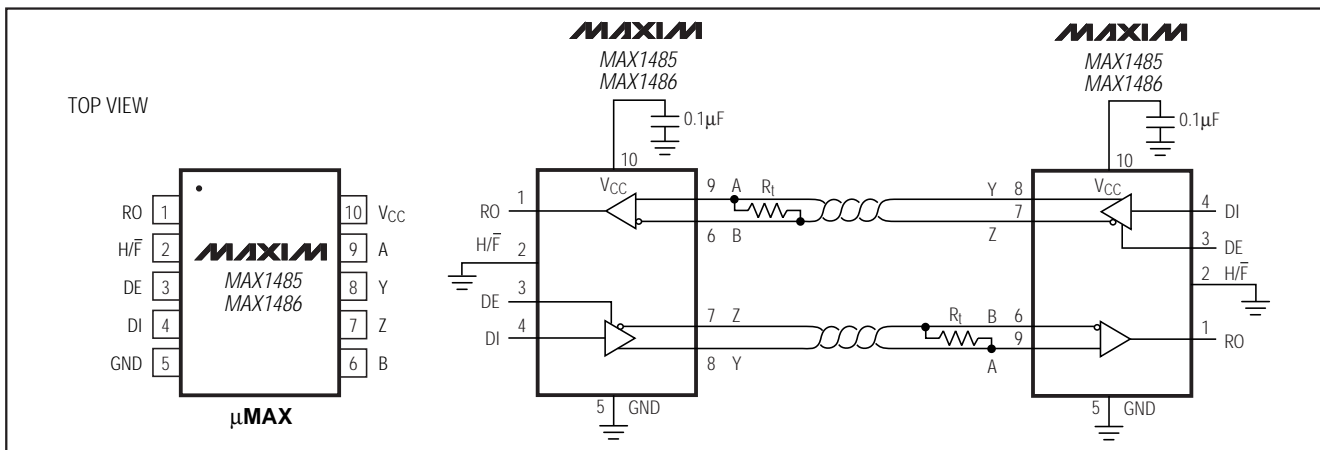 TOP VIEW
RO 1
H/F̅ 2
DE 3
DI 4
GND 5
10 VCC
9 A
8 Y
7 Z
6 B
MAXIM
MAX1485
MAX1486
µMAX
MAXIM
MAX1485
MAX1486
0.1µF
10
VCC
1
RO
H/F̅
2
DE
3
DI
4
9 A
Rt
6 B
7 Z
8 Y
5 GND
MAXIM
MAX1485
MAX1486
0.1µF
10
VCC
Y 8
7
Z
4
DI
3
DE
2 H/F̅
Rt
B 6
9
A
1
RO
5 GND